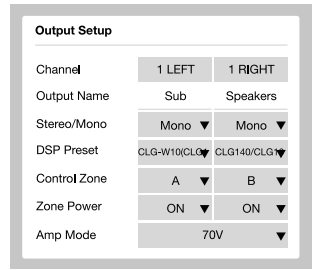 Output Setup
Channel 1 LEFT 1 RIGHT
Output Name Sub Speakers
Stereo/Mono Mono Mono
DSP Preset CLG-W10(CLG CLG140/CLG1
Control Zone A B
Zone Power ON ON
Amp Mode 70V